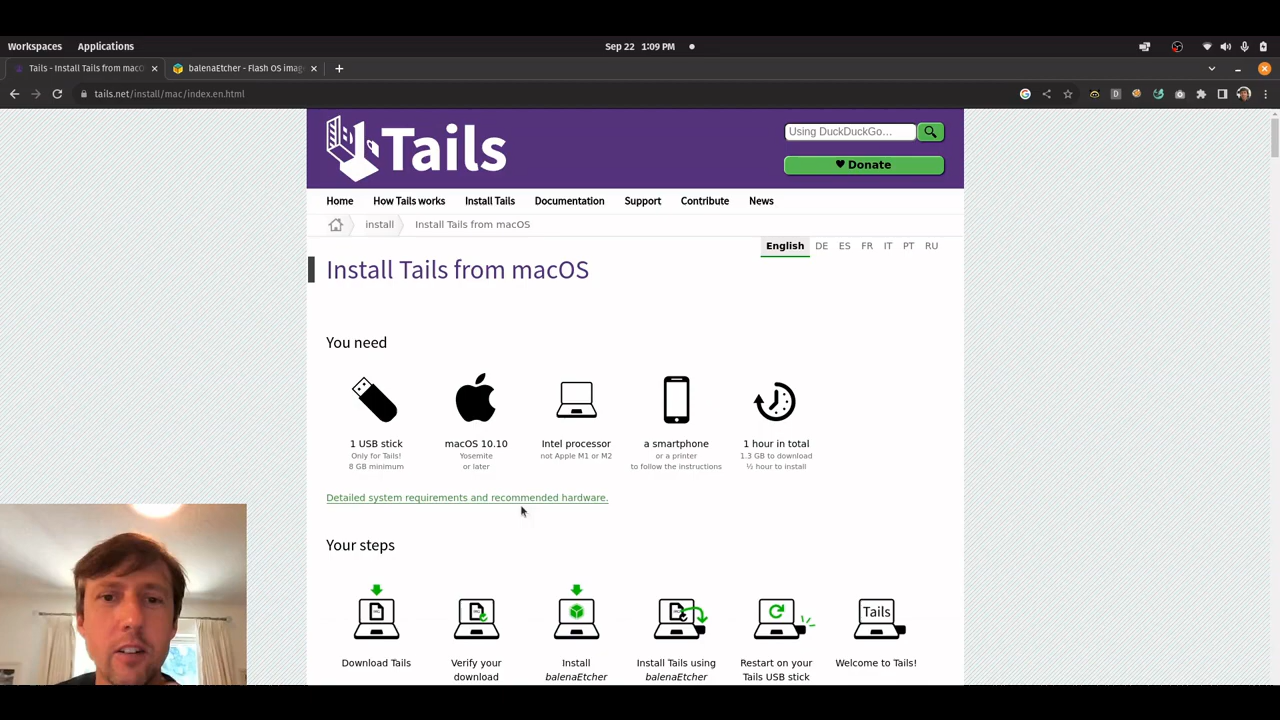 Workspaces Applications Sep 22 1:09 PM
Tails - Install Tails from macO balenaEtcher - Flash OS imag
tails.net/install/mac/index.en.html
Tails
Using DuckDuckGo...
Donate
Home How Tails works Install Tails Documentation Support Contribute News
install Install Tails from macOS
English DE ES FR IT PT RU
Install Tails from macOS
You need
1 USB stick macOS 10.10 Intel processor a smartphone 1 hour in total
Only for Tails! Yosemite not Apple M1 or M2 or a printer 1.3 GB to download
8 GB minimum or later to follow the instructions ½ hour to install
Detailed system requirements and recommended hardware.
Your steps
Tails
Download Tails Verify your Install Install Tails using Restart on your Welcome to Tails!
download balenaEtcher balenaEtcher Tails USB stick